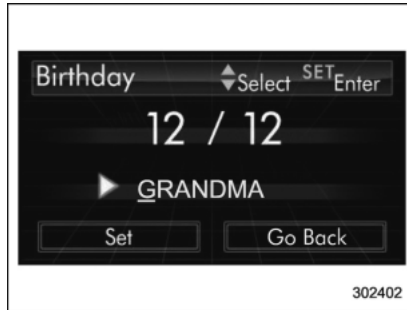 Birthday Select SET Enter
12 / 12
GRANDMA
Set Go Back
302402